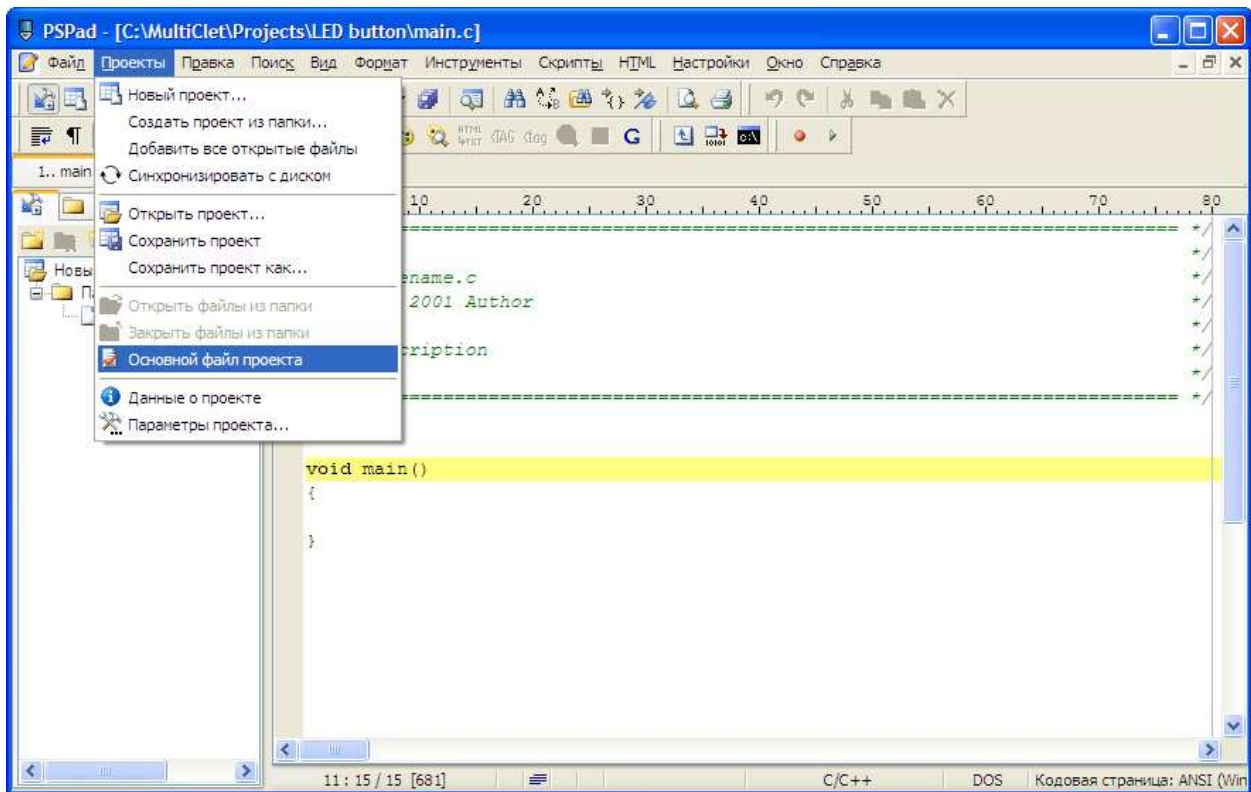 PSPad - [C:\MultiClet\Projects\LED button\main.c]
Файл Проекты Правка Поиск Вид Формат Инструменты Скрипты HTML Настройки Окно Справка
Новый проект...
Создать проект из папки...
Добавить все открытые файлы
Синхронизировать с диском
Открыть проект...
Сохранить проект
Сохранить проект как...
Открыть файлы из папки
Закрыть файлы из папки
Основной файл проекта
Данные о проекте
Параметры проекта...
HTML
G
C:\
1.. main
Новы
П
10 20 30 40 50 60 70 80
============================================================= */
*/
ename.c */
2001 Author */
*/
cription */
*/
============================================================= */
void main()
{
}
11 : 15 / 15 [681] C/C++ DOS Кодовая страница: ANSI (Win